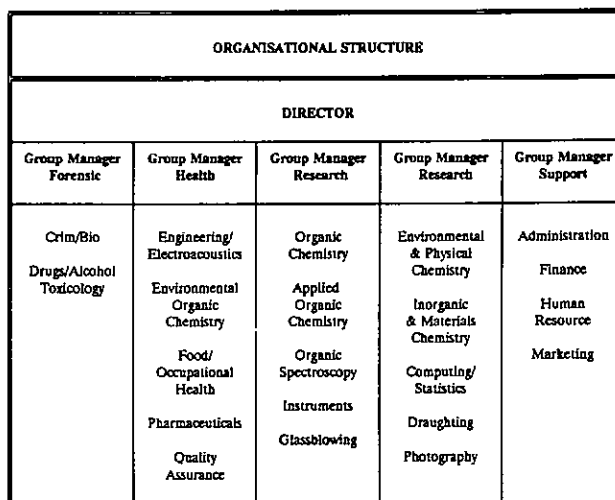 ORGANISATIONAL STRUCTURE
DIRECTOR
Group Manager
Forensic
Group Manager
Health
Group Manager
Research
Group Manager
Research
Group Manager
Support
Crim/Bio
Drugs/Alcohol
Toxicology
Engineering/
Electroacoustics
Environmental
Organic
Chemistry
Food/
Occupational
Health
Pharmaceuticals
Quality
Assurance
Organic
Chemistry
Applied
Organic
Chemistry
Organic
Spectroscopy
Instruments
Glassblowing
Environmental
& Physical
Chemistry
Inorganic
& Materials
Chemistry
Computing/
Statistics
Draughting
Photography
Administration
Finance
Human
Resource
Marketing